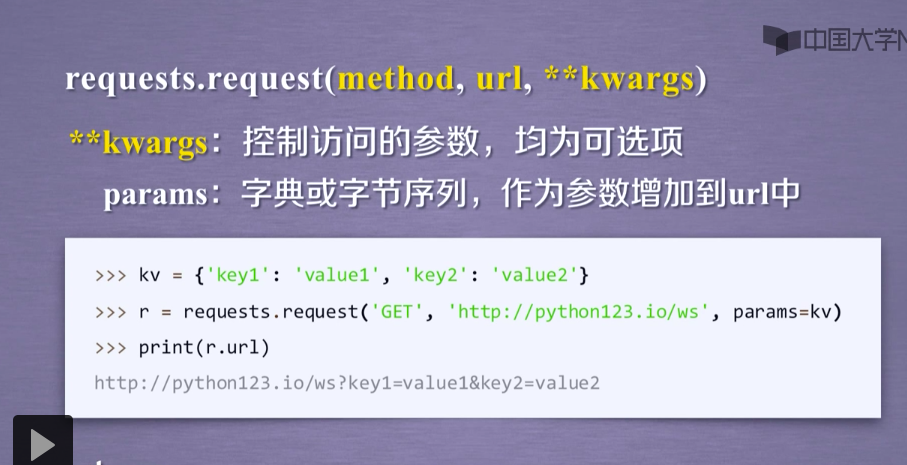 中国大学
requests.request(method, url, **kwargs)
**kwargs：控制访问的参数，均为可选项
params：字典或字节序列，作为参数增加到url中
>>> kv = {'key1': 'value1', 'key2': 'value2'}
>>> r = requests.request('GET', 'http://python123.io/ws', params=kv)
>>> print(r.url)
http://python123.io/ws?key1=value1&key2=value2